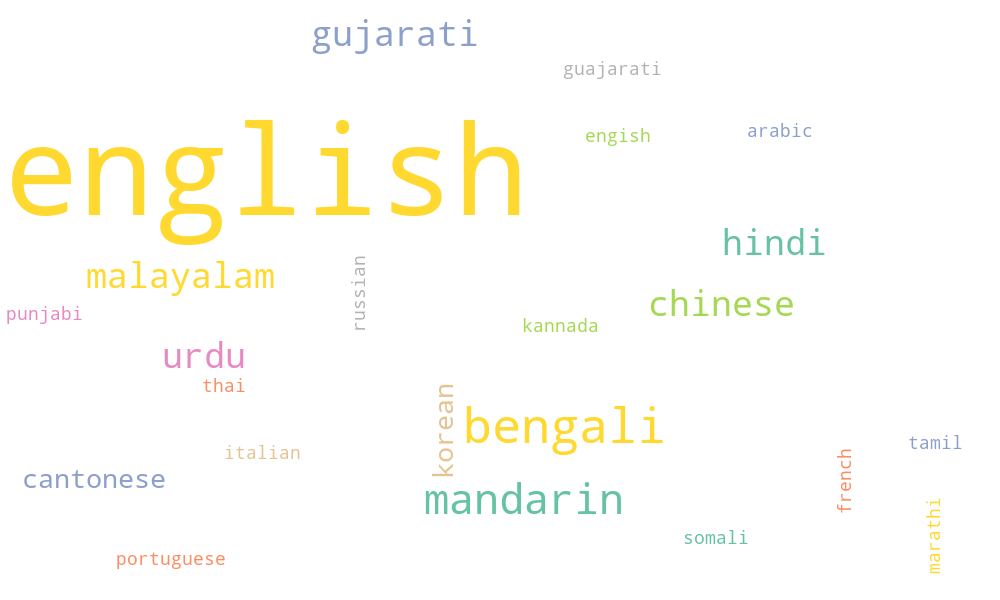 gujarati
guajarati
english
engish
arabic
hindi
malayalam
russian
chinese
punjabi
kannada
urdu
thai
korean
bengali
italian
tamil
cantonese
mandarin
french
marathi
somali
portuguese